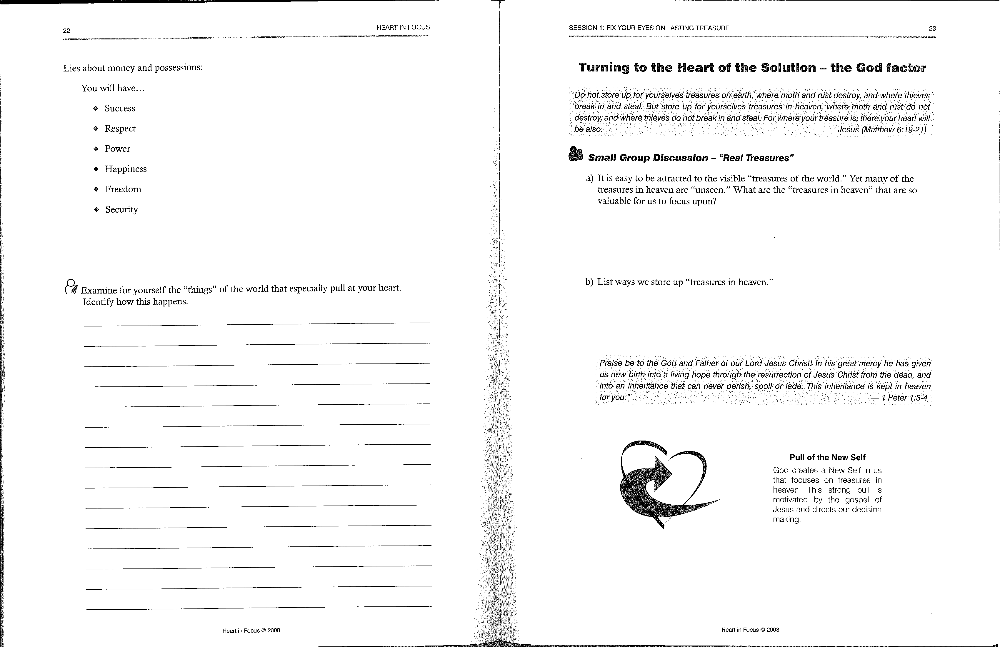 22
HEART IN FOCUS
Lies about money and possessions:
You will have…
Success
Respect
Power
Happiness
Freedom
Security
Examine for yourself the “things” of the world that especially pull at your heart.
Identify how this happens.
Heart in Focus © 2008
SESSION 1: FIX YOUR EYES ON LASTING TREASURE
23
Turning to the Heart of the Solution – the God factor
Do not store up for yourselves treasures on earth, where moth and rust destroy, and where thieves
break in and steal. But store up for yourselves treasures in heaven, where moth and rust do not
destroy, and where thieves do not break in and steal. For where your treasure is, there your heart will
be also. — Jesus (Matthew 6:19-21)
Small Group Discussion – “Real Treasures”
a) It is easy to be attracted to the visible “treasures of the world.” Yet many of the
treasures in heaven are “unseen.” What are the “treasures in heaven” that are so
valuable for us to focus upon?
b) List ways we store up “treasures in heaven.”
Praise be to the God and Father of our Lord Jesus Christ! In his great mercy he has given
us new birth into a living hope through the resurrection of Jesus Christ from the dead, and
into an inheritance that can never perish, spoil or fade. This inheritance is kept in heaven
for you.” — 1 Peter 1:3-4
Pull of the New Self
God creates a New Self in us
that focuses on treasures in
heaven. This strong pull is
motivated by the gospel of
Jesus and directs our decision
making.
Heart in Focus © 2008